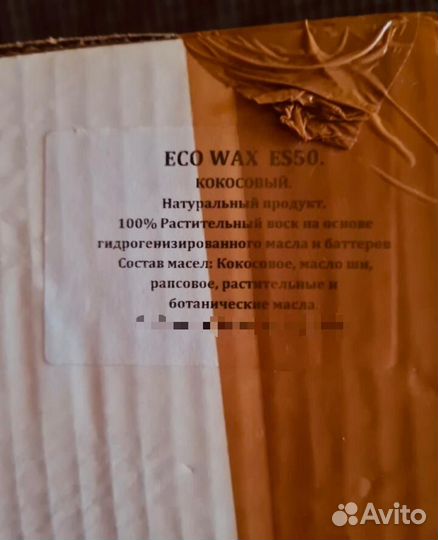 ECO WAX ES50.
КОКОСОВЫЙ.
Натуральный продукт.
100% Растительный воск на основе
гидрогенизированного масла и баттеров
Состав масел: Кокосовое, масло ши,
рапсовое, растительные и
ботанические масла.
Avito